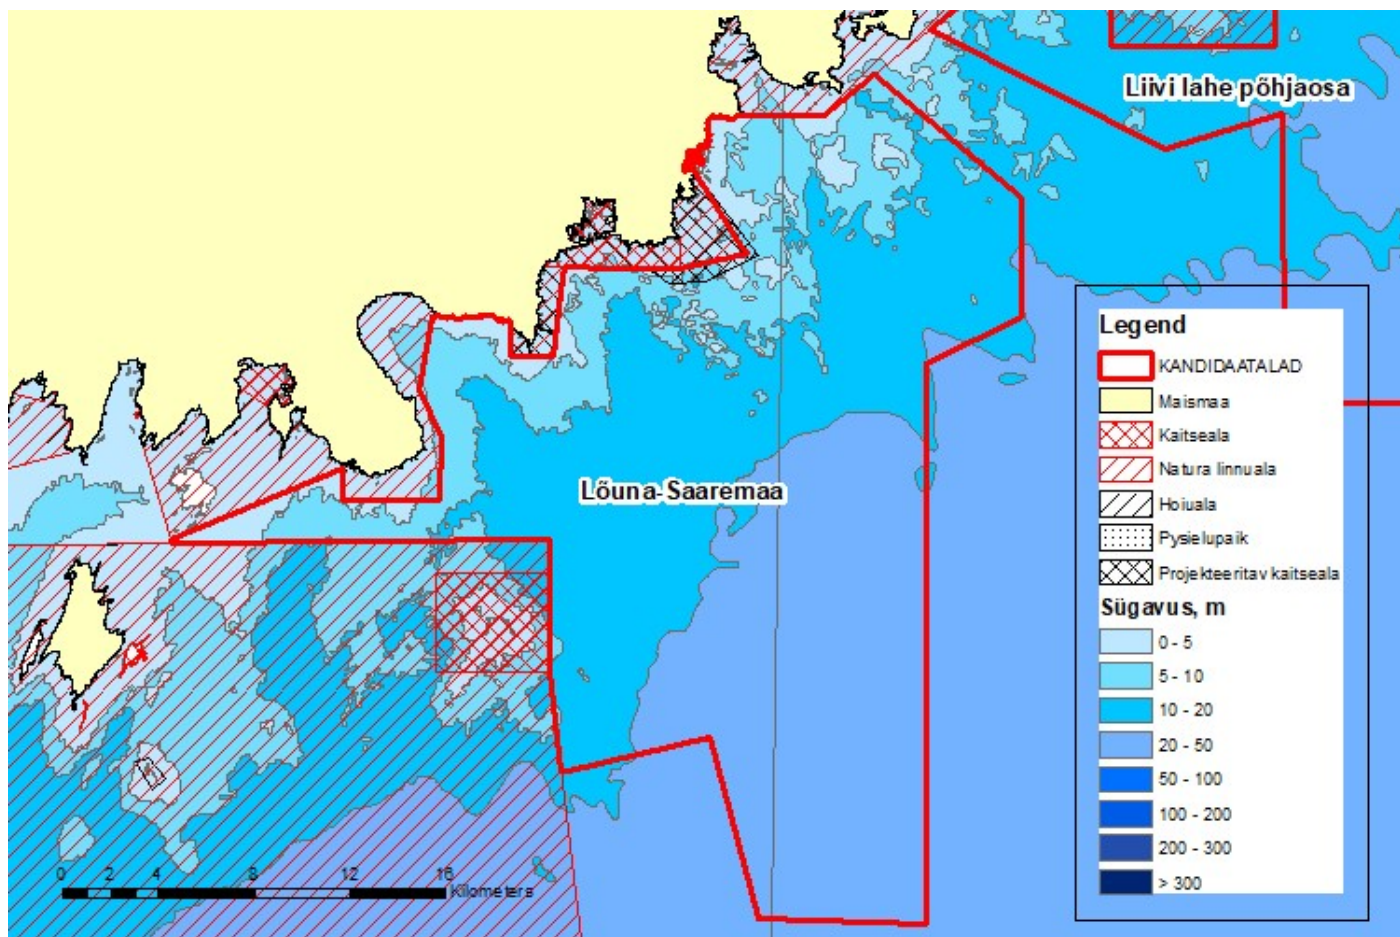 Liivi lahe põhjaosa
Lõuna-Saaremaa
Legend
KANDIDAATALAD
Maismaa
Kaitseala
Natura linnuala
Hoiuala
Pysielupaik
Projekteeritav kaitseala
Sügavus, m
0 - 5
5 - 10
10 - 20
20 - 50
50 - 100
100 - 200
200 - 300
> 300
0 2 4 8 12 16
Kilometers